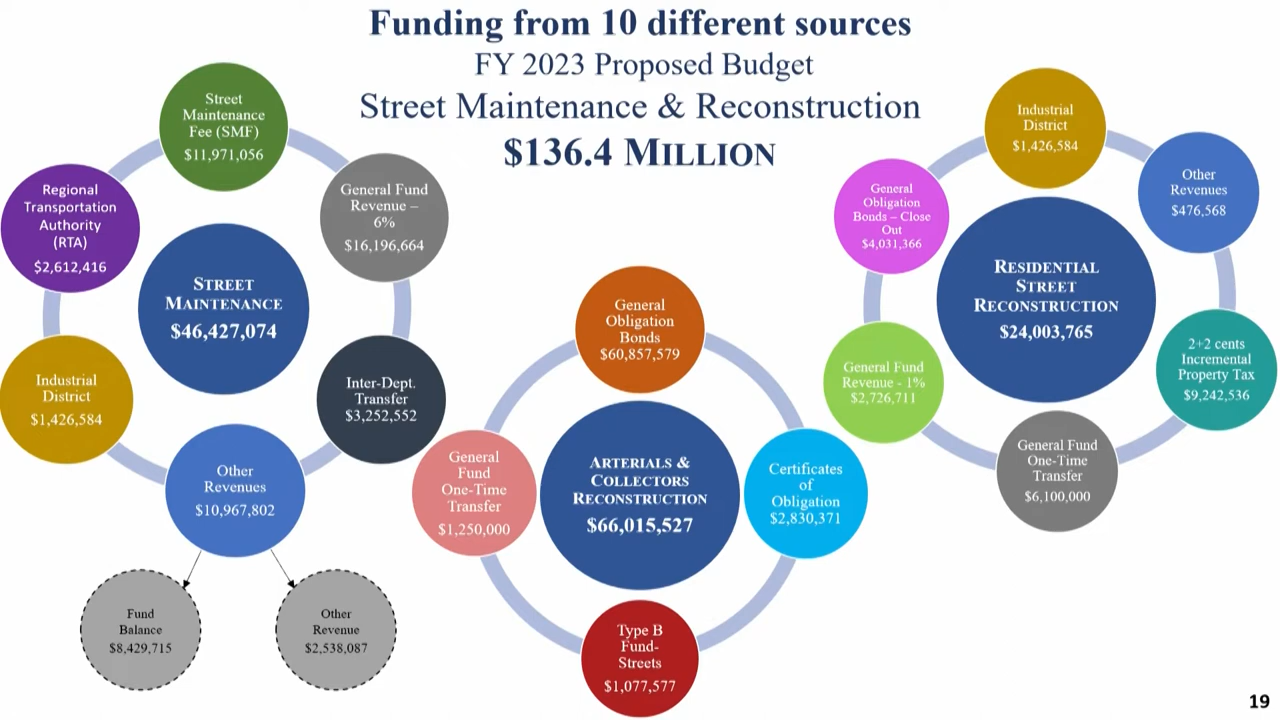 Funding from 10 different sources
FY 2023 Proposed Budget
Street Maintenance & Reconstruction
$136.4 MILLION
Street
Maintenance
Fee (SMF)
$11,971,056
General Fund
Revenue –
6%
$16,196,664
Inter-Dept.
Transfer
$3,252,552
Other
Revenues
$10,967,802
Industrial
District
$1,426,584
Regional
Transportation
Authority
(RTA)
$2,612,416
STREET
MAINTENANCE
$46,427,074
Fund
Balance
$8,429,715
Other
Revenue
$2,538,087
General
Obligation
Bonds
$60,857,579
Certificates
of
Obligation
$2,830,371
Type B
Fund-
Streets
$1,077,577
General
Fund
One-Time
Transfer
$1,250,000
ARTERIALS &
COLLECTORS
RECONSTRUCTION
$66,015,527
Industrial
District
$1,426,584
Other
Revenues
$476,568
2+2 cents
Incremental
Property Tax
$9,242,536
General Fund
One-Time
Transfer
$6,100,000
General Fund
Revenue - 1%
$2,726,711
General
Obligation
Bonds – Close
Out
$4,031,366
RESIDENTIAL
STREET
RECONSTRUCTION
$24,003,765
19